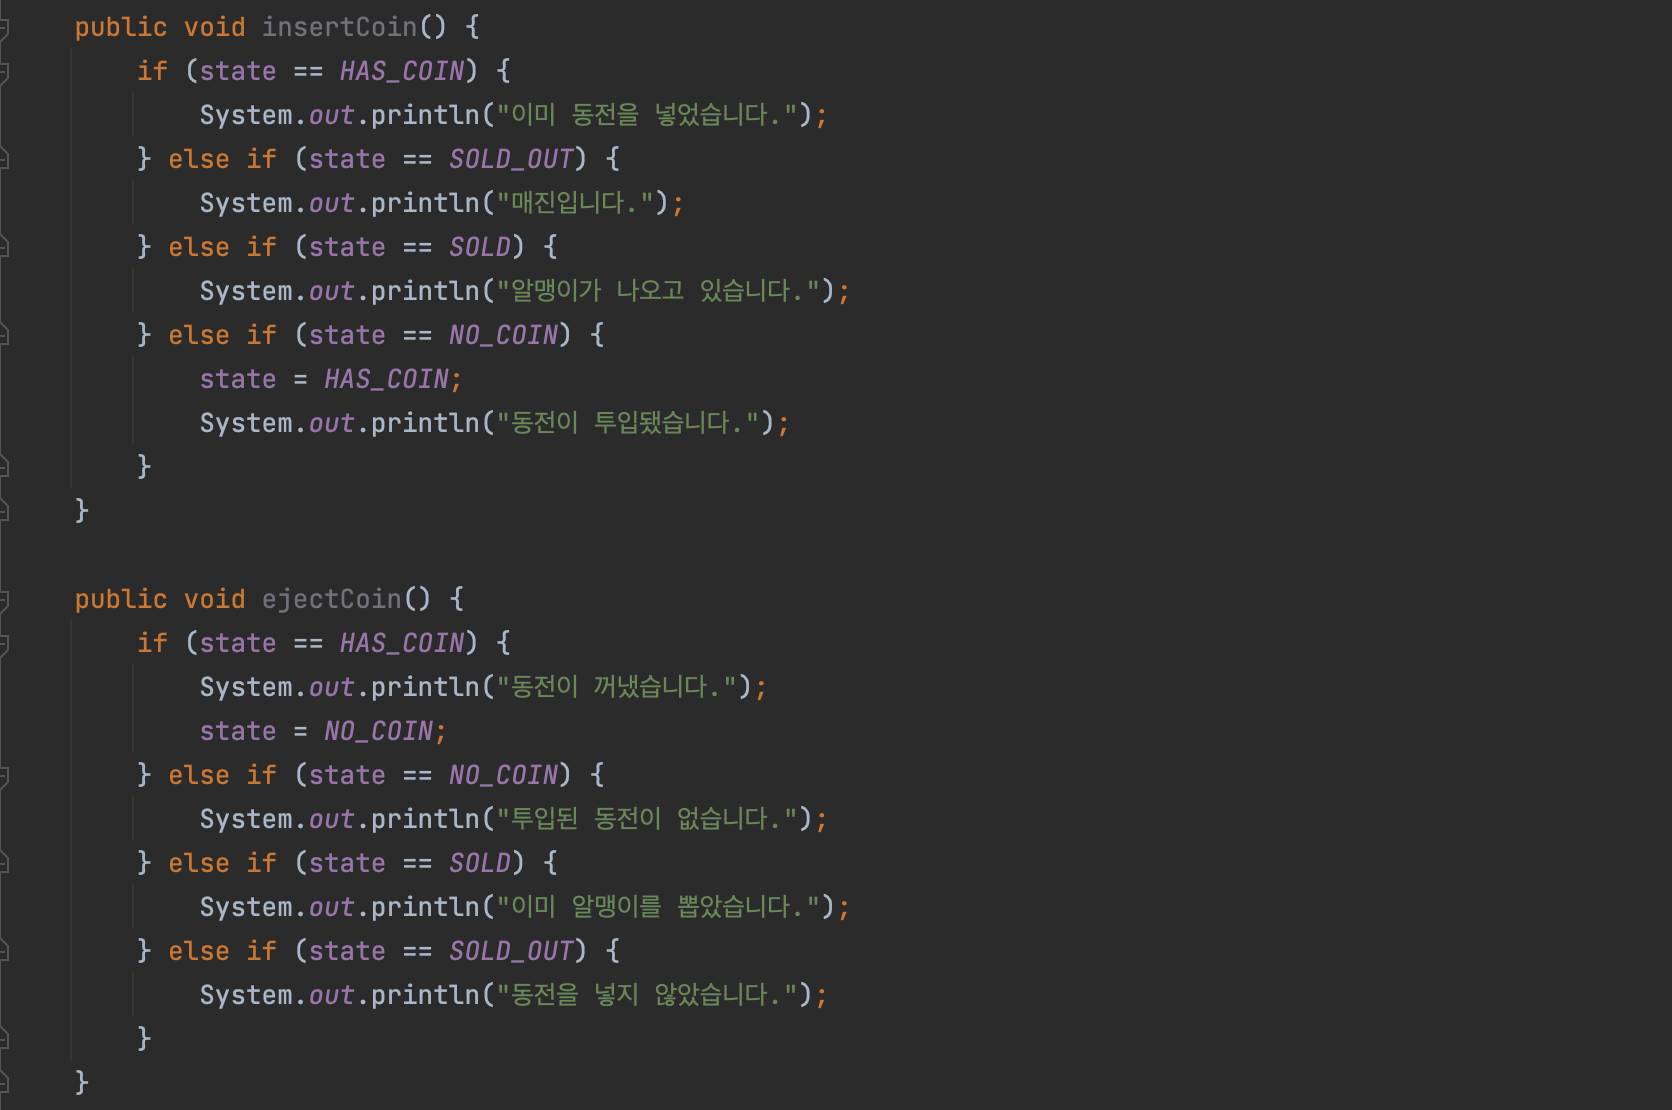 public void insertCoin() {
if (state == HAS_COIN) {
System.out.println("이미 동전을 넣었습니다.");
} else if (state == SOLD_OUT) {
System.out.println("매진입니다.");
} else if (state == SOLD) {
System.out.println("알맹이가 나오고 있습니다.");
} else if (state == NO_COIN) {
state = HAS_COIN;
System.out.println("동전이 투입됐습니다.");
}
}
public void ejectCoin() {
if (state == HAS_COIN) {
System.out.println("동전이 꺼냈습니다.");
state = NO_COIN;
} else if (state == NO_COIN) {
System.out.println("투입된 동전이 없습니다.");
} else if (state == SOLD) {
System.out.println("이미 알맹이를 뽑았습니다.");
} else if (state == SOLD_OUT) {
System.out.println("동전을 넣지 않았습니다.");
}
}